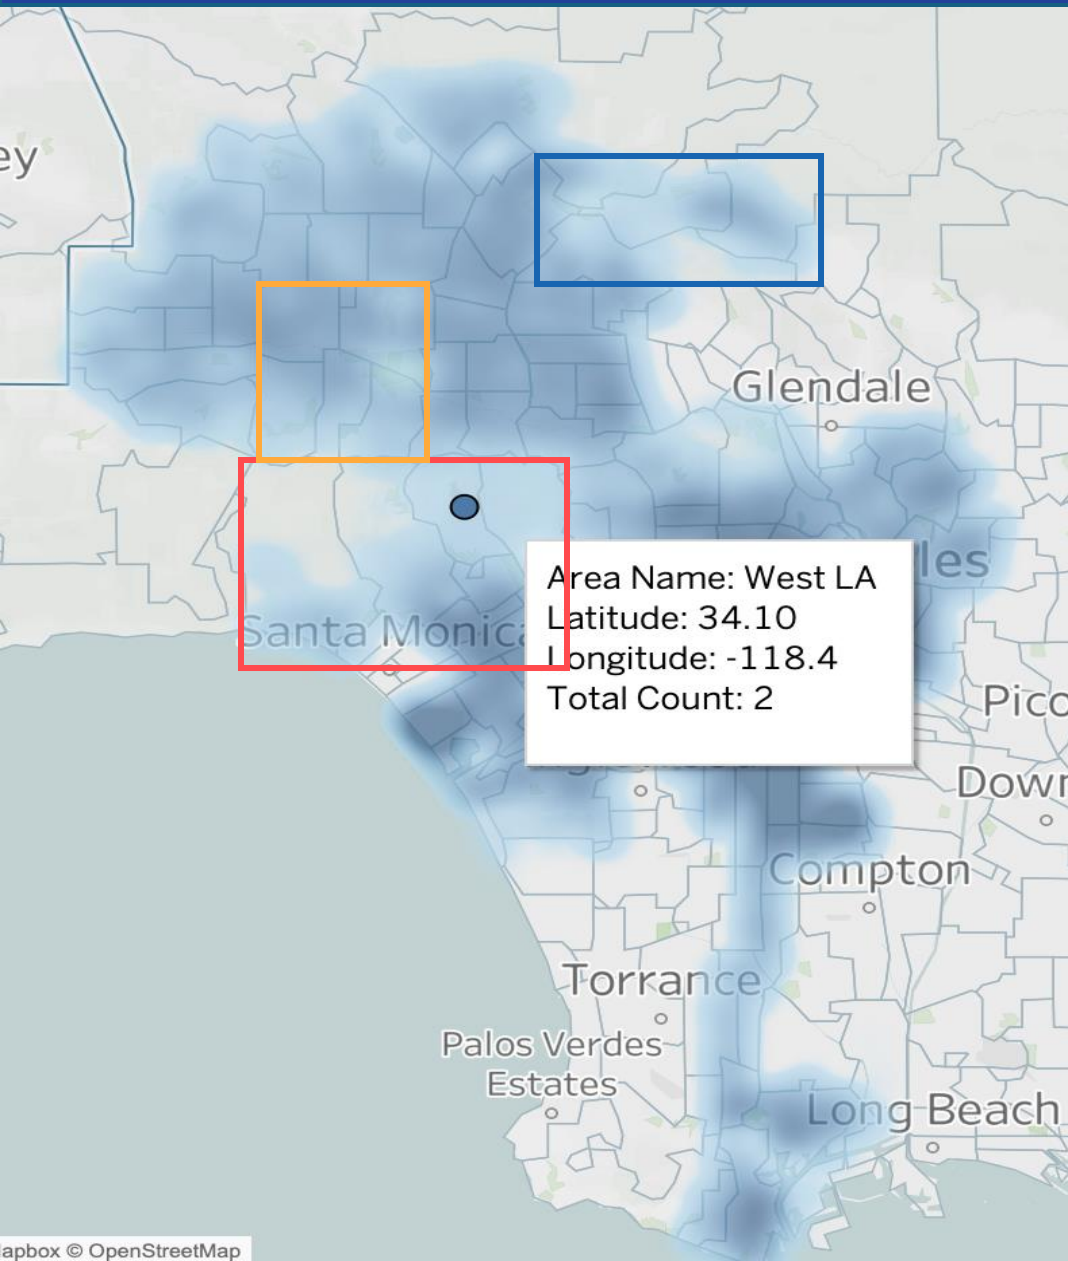 ey
Glendale
les
Area Name: West LA
Latitude: 34.10
Longitude: -118.4
Total Count: 2
Santa Monica
Pico
Down
Compton
Torrance
Palos Verdes
Estates
Long Beach
apbox © OpenStreetMap